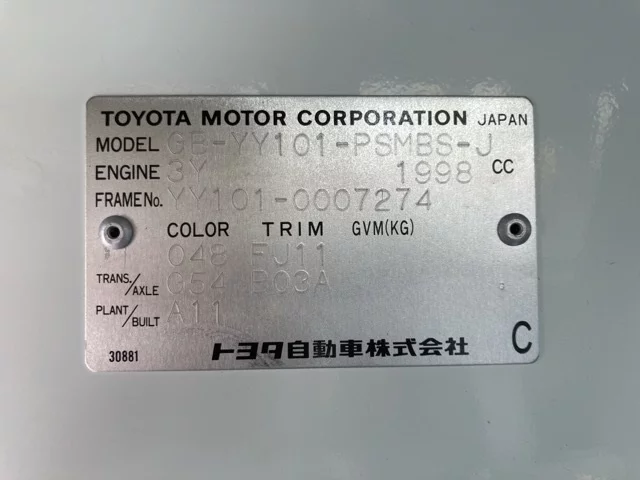 TOYOTA MOTOR CORPORATION JAPAN
MODEL GB-YY101-PSMBS-J
ENGINE 3Y 1998 CC
FRAME No. YY101-0007274
COLOR TRIM GVM(KG)
048 FJ11
TRANS./AXLE G54 B03A G
PLANT/BUILT A11
30881 トヨタ自動車株式会社 C